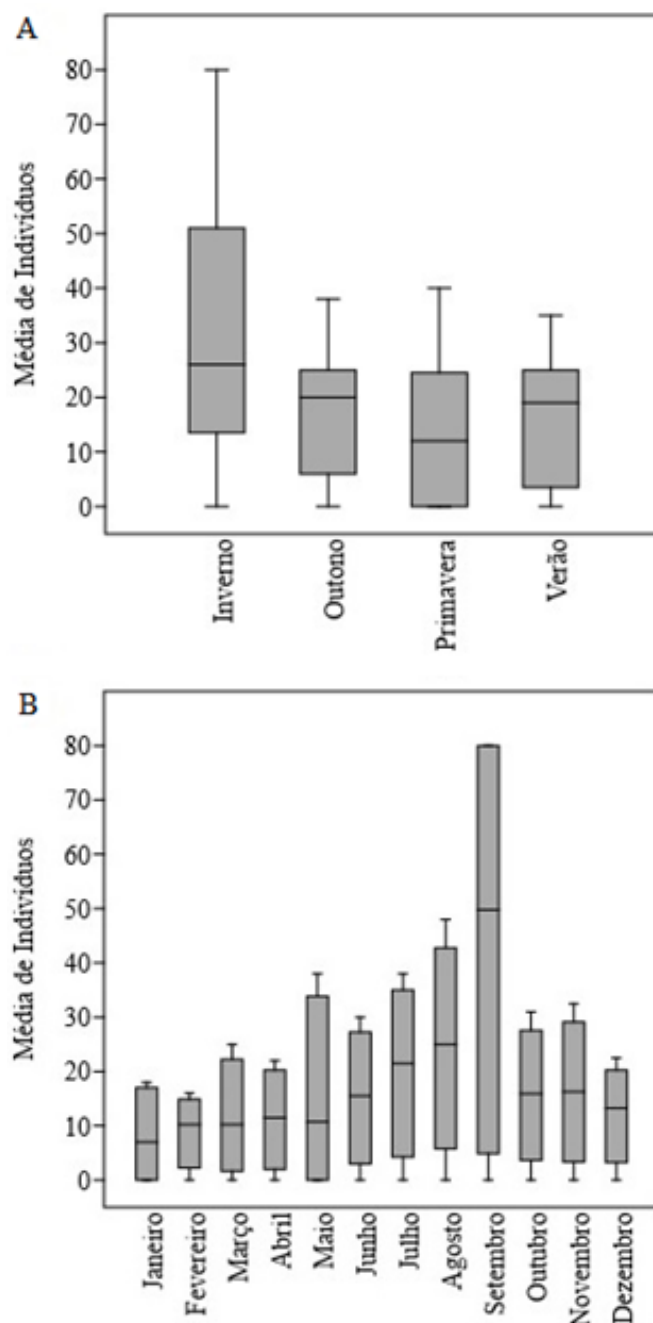 A
Média de Indivíduos
80
70
60
50
40
30
20
10
0
Inverno
Outono
Primavera
Verão
B
Média de Indivíduos
80
70
60
50
40
30
20
10
0
Janeiro
Fevereiro
Março
Abril
Maio
Junho
Julho
Agosto
Setembro
Outubro
Novembro
Dezembro